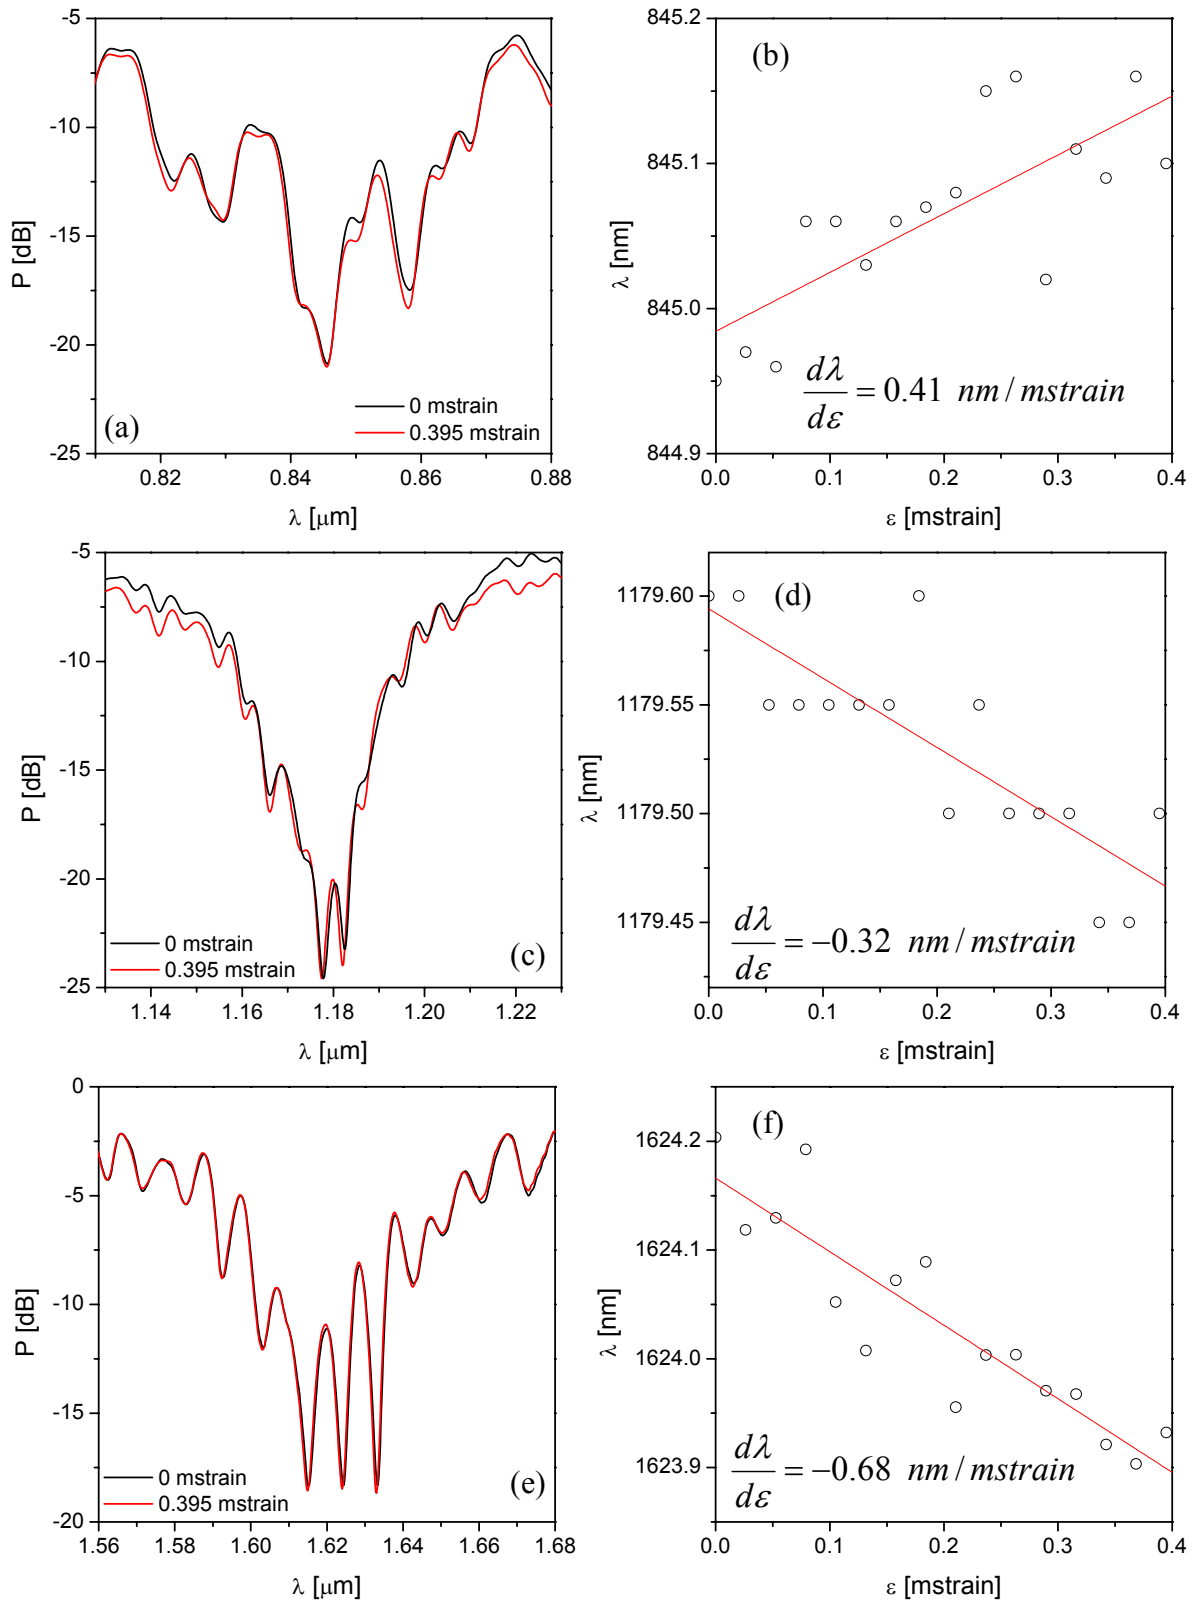 -5
-10
-15
-20
-25
P [dB]
0 mstrain
0.395 mstrain
(a)
0.82 0.84 0.86 0.88
λ [μm]
845.2
845.1
845.0
844.9
λ [nm]
(b)
dλ/dε = 0.41 nm / mstrain
0.0 0.1 0.2 0.3 0.4
ε [mstrain]
-5
-10
-15
-20
-25
P [dB]
0 mstrain
0.395 mstrain
(c)
1.14 1.16 1.18 1.20 1.22
λ [μm]
1179.60
1179.55
1179.50
1179.45
λ [nm]
(d)
dλ/dε = −0.32 nm / mstrain
0.0 0.1 0.2 0.3 0.4
ε [mstrain]
0
-5
-10
-15
-20
P [dB]
0 mstrain
0.395 mstrain
(e)
1.56 1.58 1.60 1.62 1.64 1.66 1.68
λ [μm]
1624.2
1624.1
1624.0
1623.9
λ [nm]
(f)
dλ/dε = −0.68 nm / mstrain
0.0 0.1 0.2 0.3 0.4
ε [mstrain]